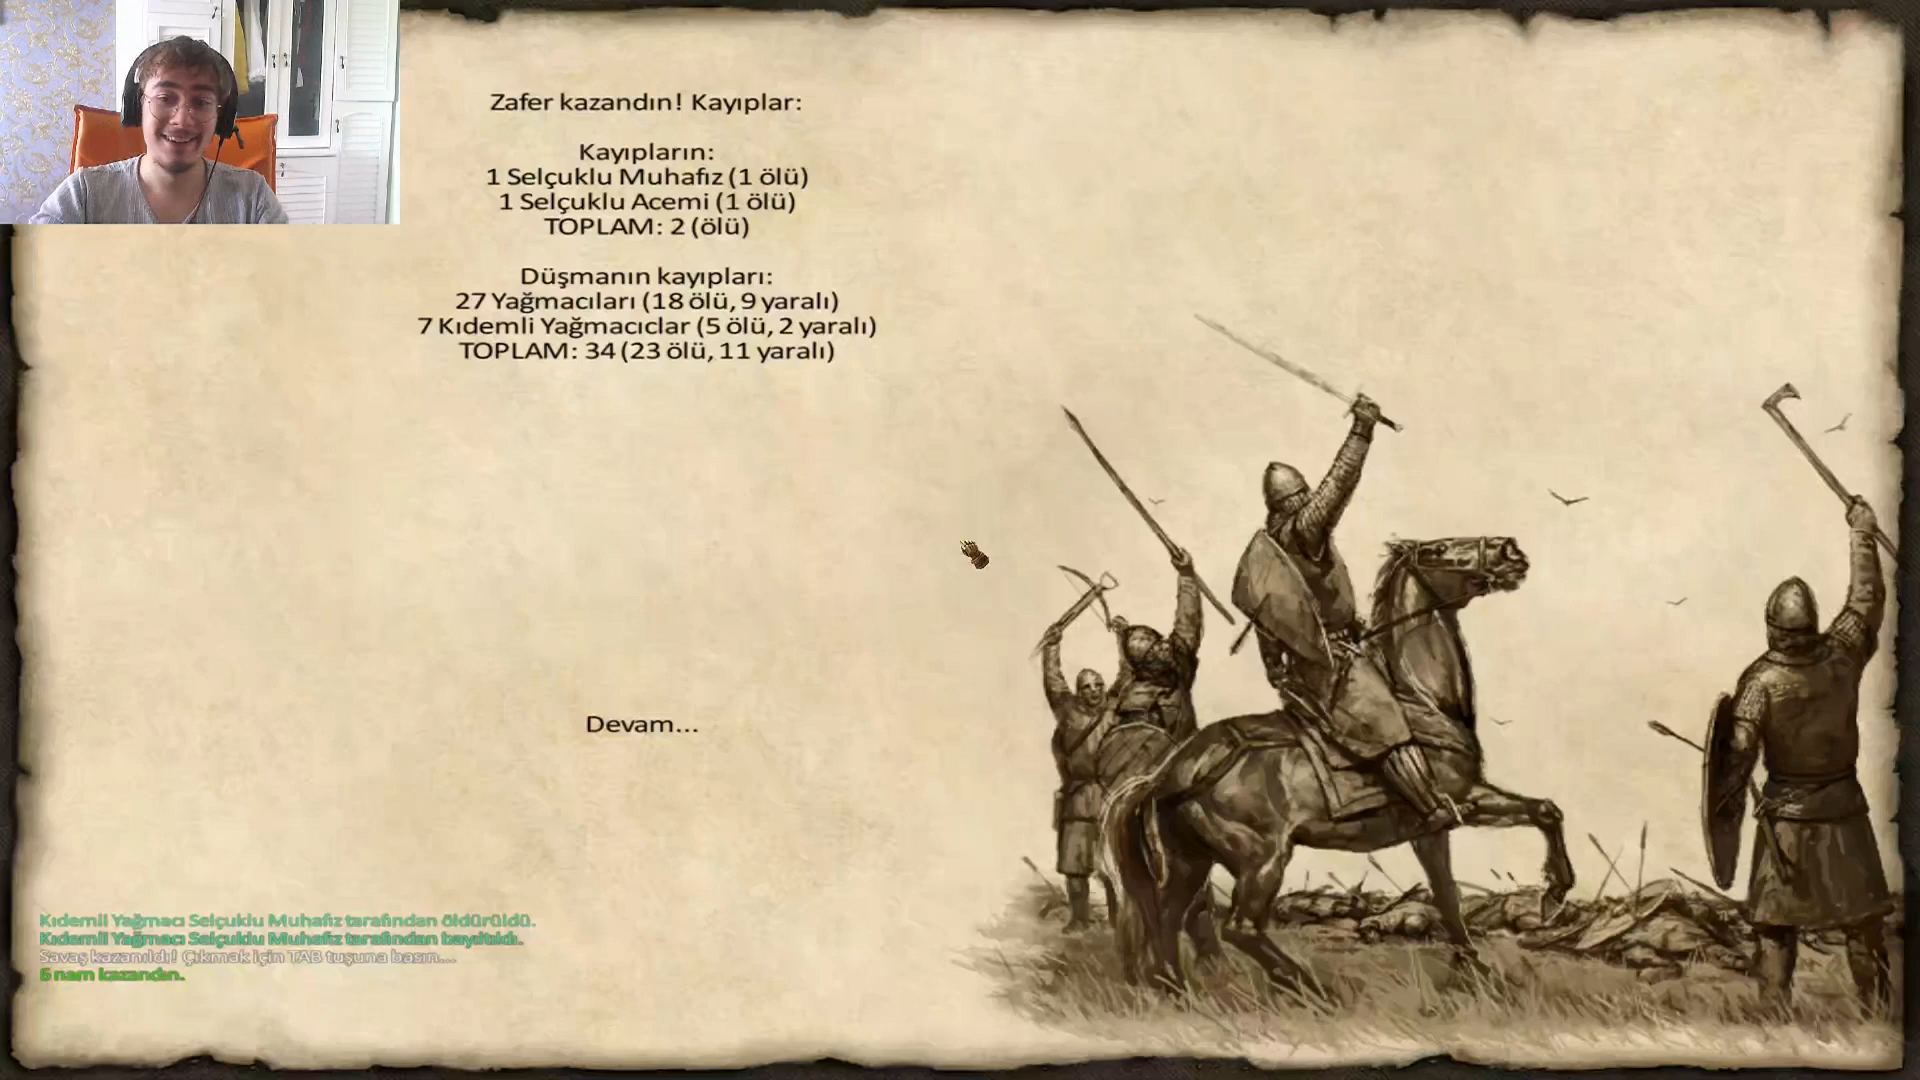 Zafer kazandın! Kayıplar:
Kayıpların:
1 Selçuklu Muhafız (1 ölü)
1 Selçuklu Acemi (1 ölü)
TOPLAM: 2 (ölü)
Düşmanın kayıpları:
27 Yağmacıları (18 ölü, 9 yaralı)
7 Kıdemli Yağmacıclar (5 ölü, 2 yaralı)
TOPLAM: 34 (23 ölü, 11 yaralı)
Devam...
Kıdemli Yağmacı Selçuklu Muhafız tarafından öldürüldü.
Kıdemli Yağmacı Selçuklu Muhafız tarafından bayıltıldı.
Savaş kazanıldı! Çıkmak için TAB tuşuna basın....
6 nam kazandın.